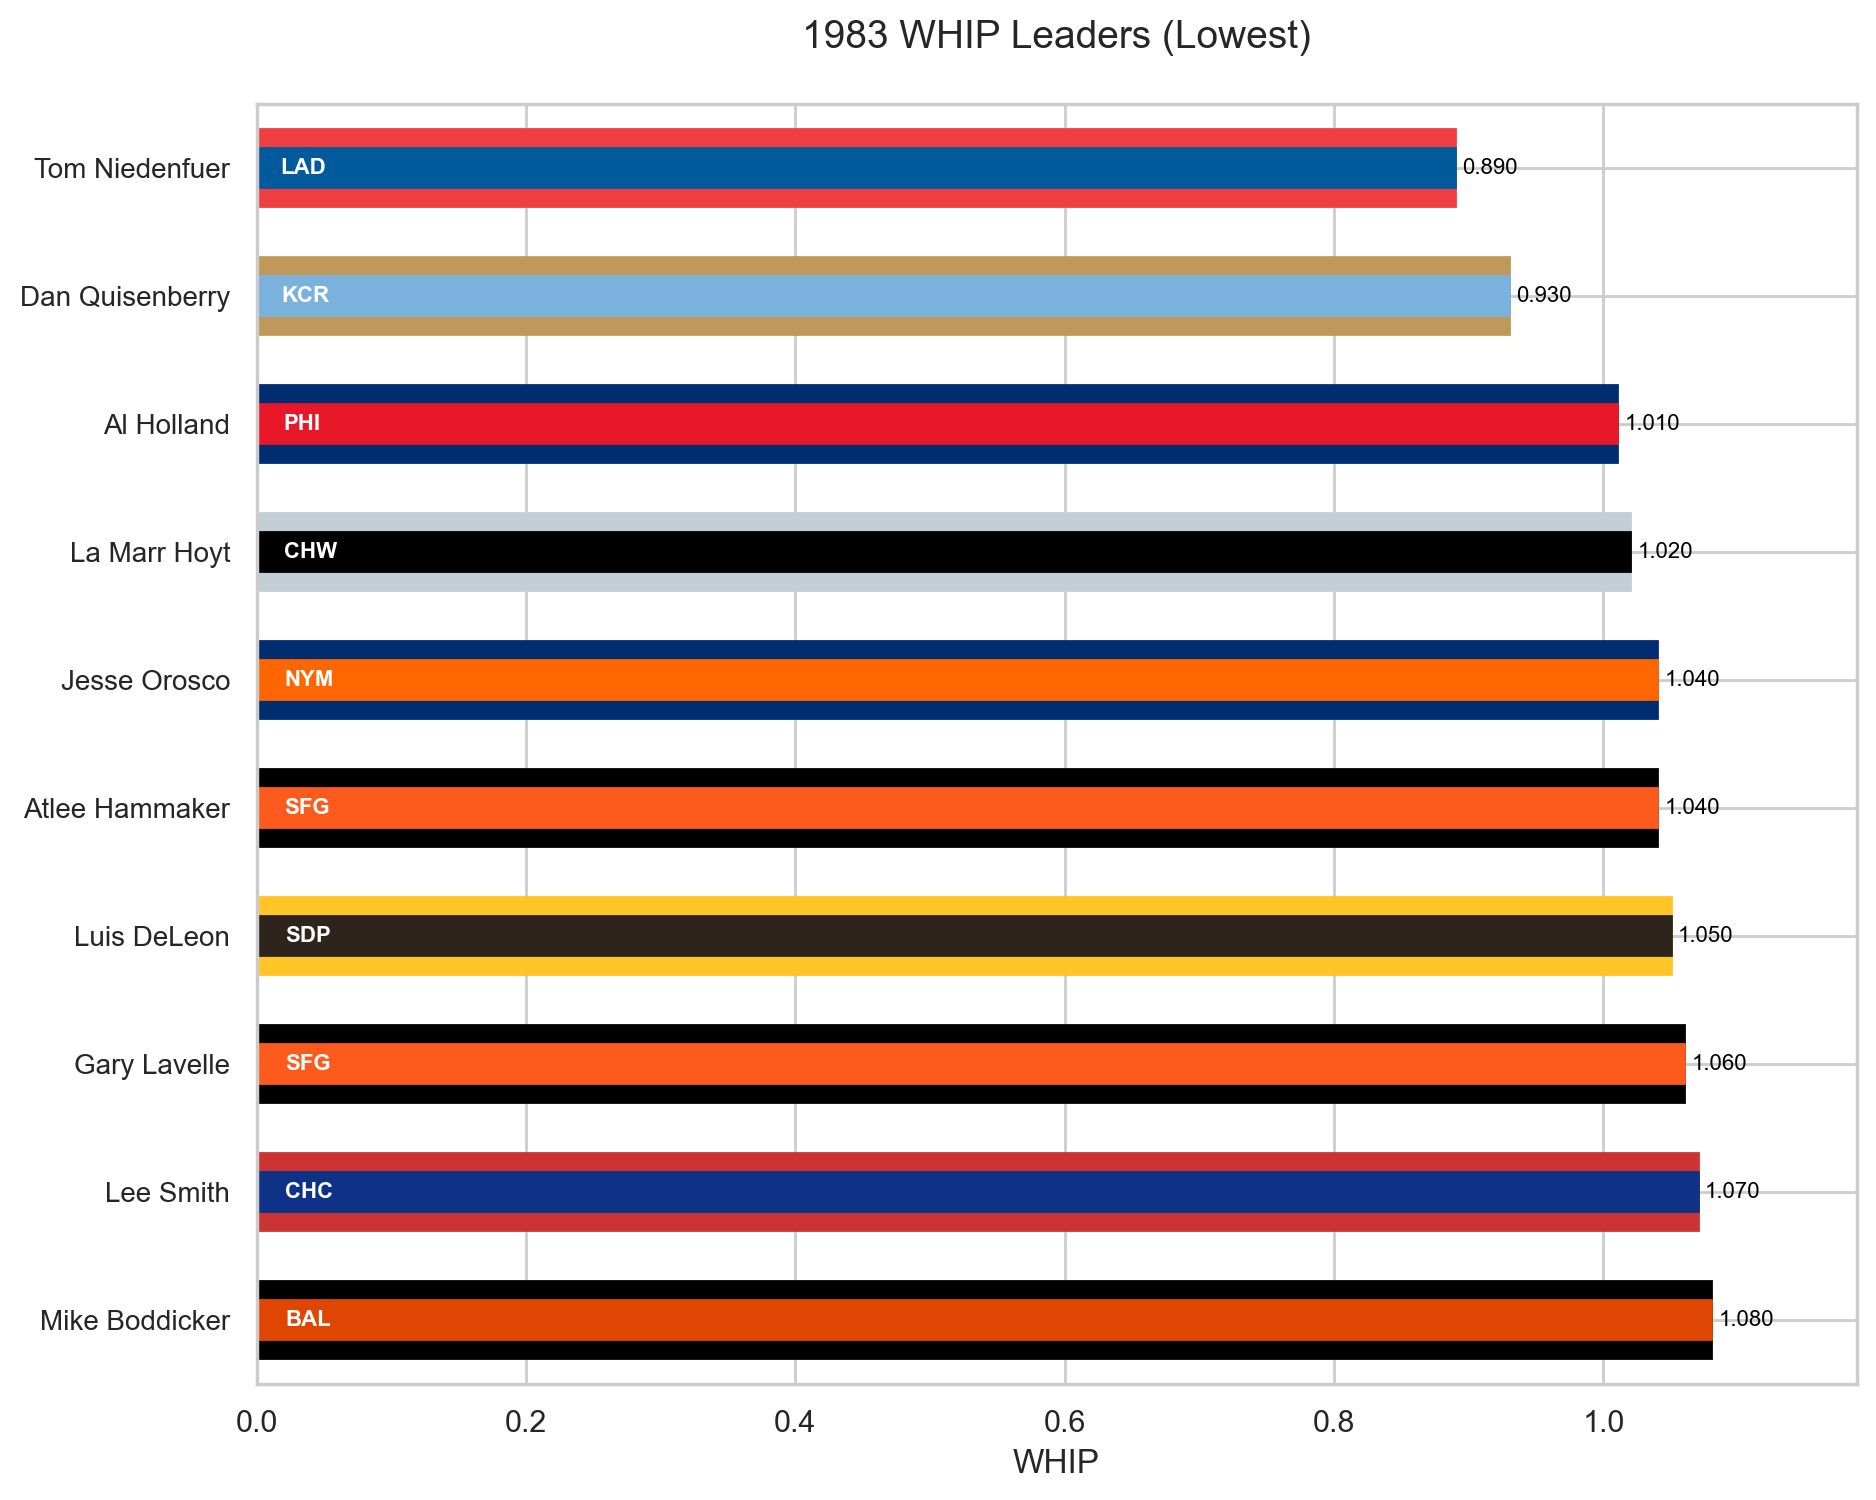 1983 WHIP Leaders (Lowest)
Tom Niedenfuer LAD 0.890
Dan Quisenberry KCR 0.930
Al Holland PHI 1.010
La Marr Hoyt CHW 1.020
Jesse Orosco NYM 1.040
Atlee Hammaker SFG 1.040
Luis DeLeon SDP 1.050
Gary Lavelle SFG 1.060
Lee Smith CHC 1.070
Mike Boddicker BAL 1.080
0.0 0.2 0.4 0.6 0.8 1.0
WHIP